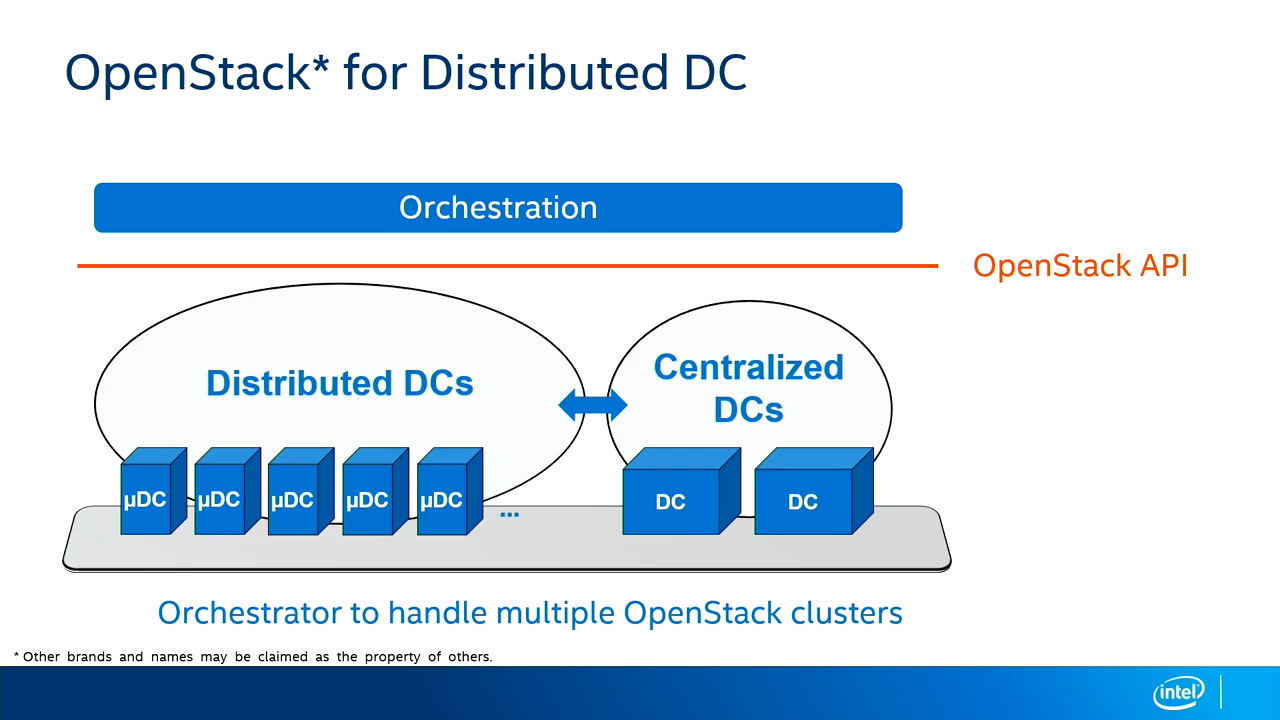 OpenStack* for Distributed DC
Orchestration
OpenStack API
Distributed DCs
Centralized
DCs
µDC
µDC
µDC
µDC
µDC
...
DC
DC
Orchestrator to handle multiple OpenStack clusters
* Other brands and names may be claimed as the property of others.
intel